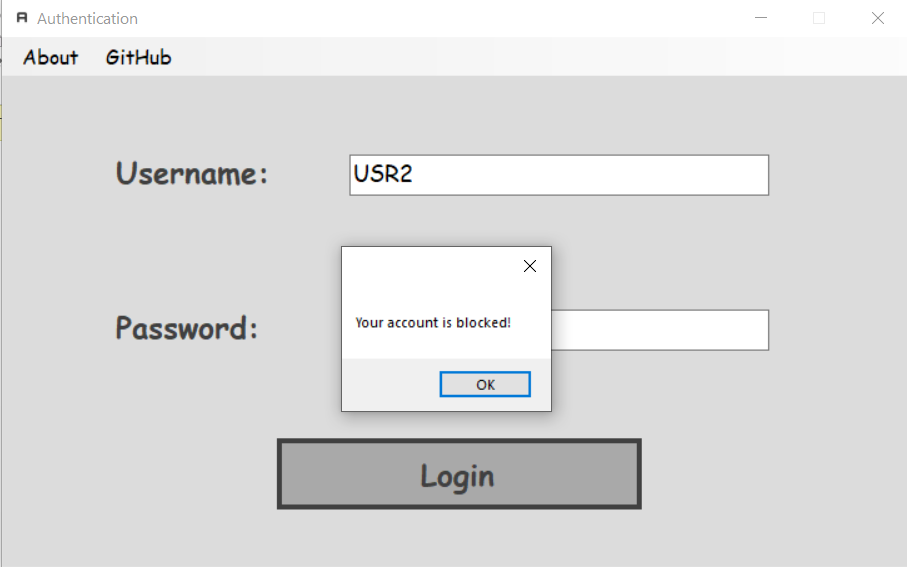 Authentication
About GitHub
Username: USR2
Your account is blocked!
Password:
OK
Login